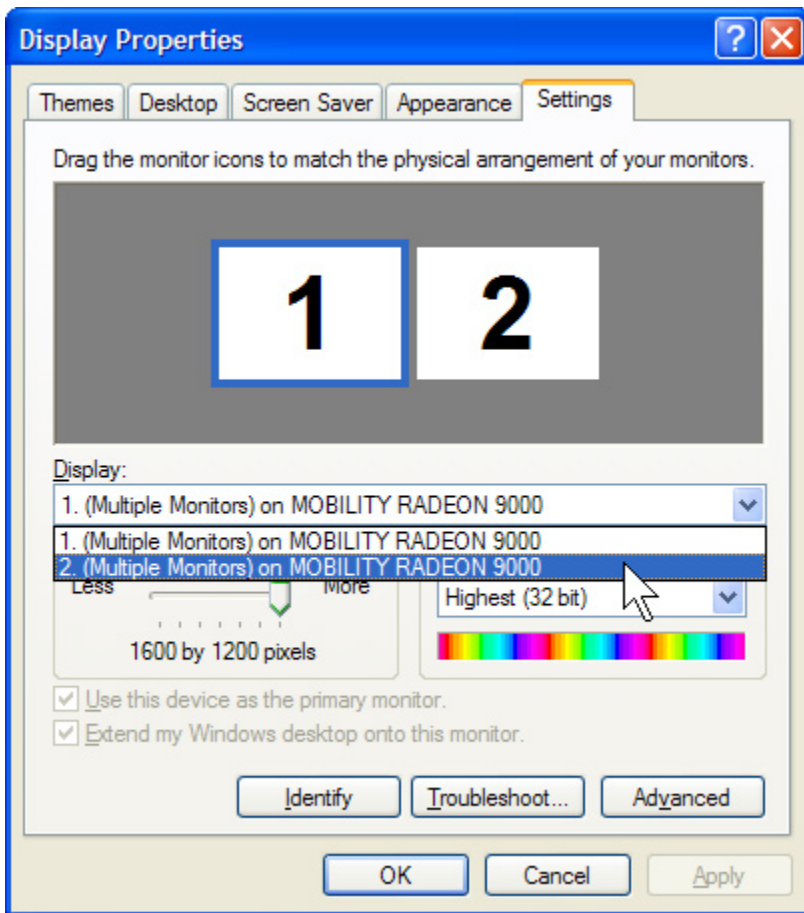 Display Properties
Themes Desktop Screen Saver Appearance Settings
Drag the monitor icons to match the physical arrangement of your monitors.
1 2
Display:
1. (Multiple Monitors) on MOBILITY RADEON 9000
1. (Multiple Monitors) on MOBILITY RADEON 9000
2. (Multiple Monitors) on MOBILITY RADEON 9000
Less More Highest (32 bit)
1600 by 1200 pixels
Use this device as the primary monitor.
Extend my Windows desktop onto this monitor.
Identify Troubleshoot... Advanced
OK Cancel Apply